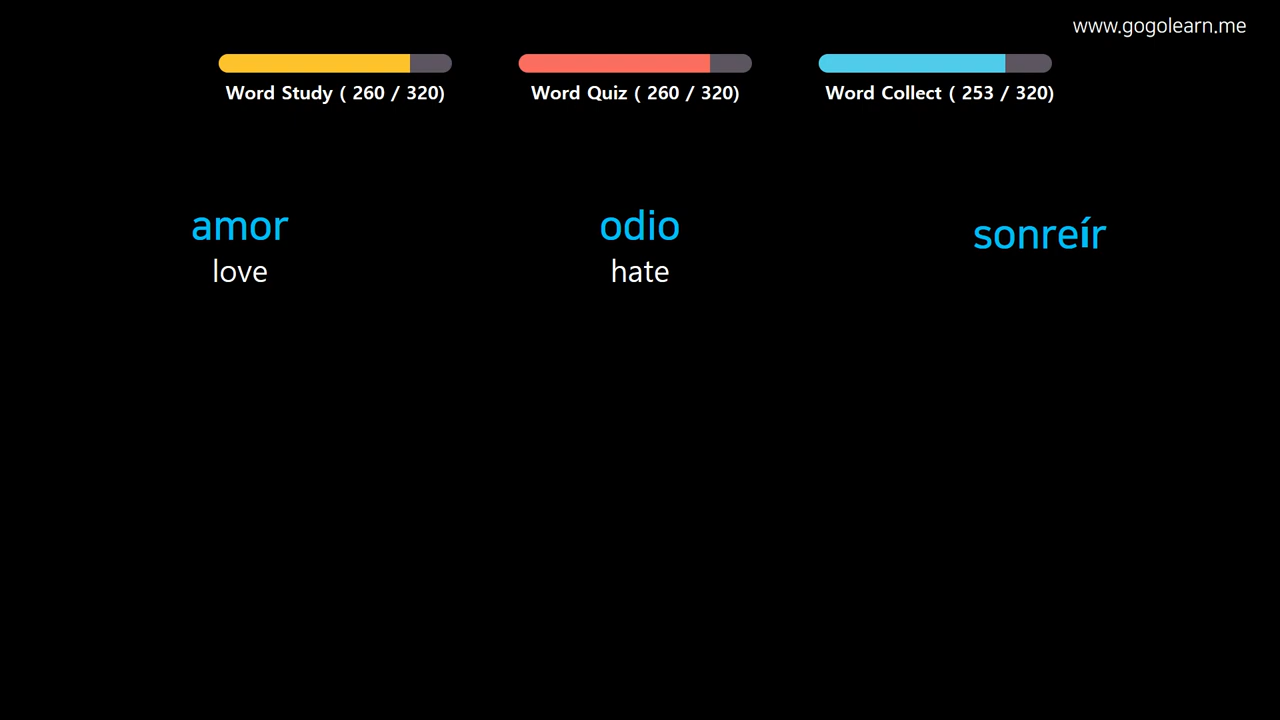 www.gogolearn.me
Word Study ( 260 / 320)
Word Quiz ( 260 / 320)
Word Collect ( 253 / 320)
amor
love
odio
hate
sonreír